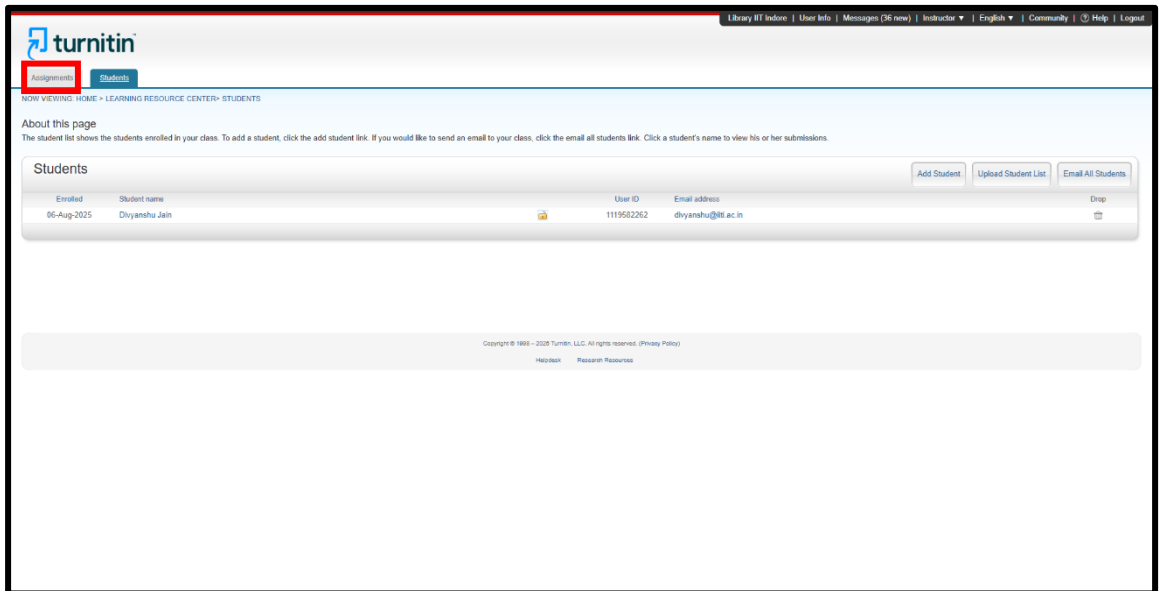 Library IIT Indore | User Info | Messages (36 new) | Instructor ▼ | English ▼ | Community | ? Help | Logout
turnitin
Assignments Students
NOW VIEWING: HOME > LEARNING RESOURCE CENTER> STUDENTS
About this page
The student list shows the students enrolled in your class. To add a student, click the add student link. If you would like to send an email to your class, click the email all students link. Click a student's name to view his or her submissions.
Students Add Student Upload Student List Email All Students
Enrolled Student name User ID Email address Drop
06-Aug-2025 Divyanshu Jain 1119582262 divyanshu@iiti.ac.in
Copyright © 1998 – 2025 Turnitin, LLC. All rights reserved. (Privacy Policy)
Helpdesk Research Resources